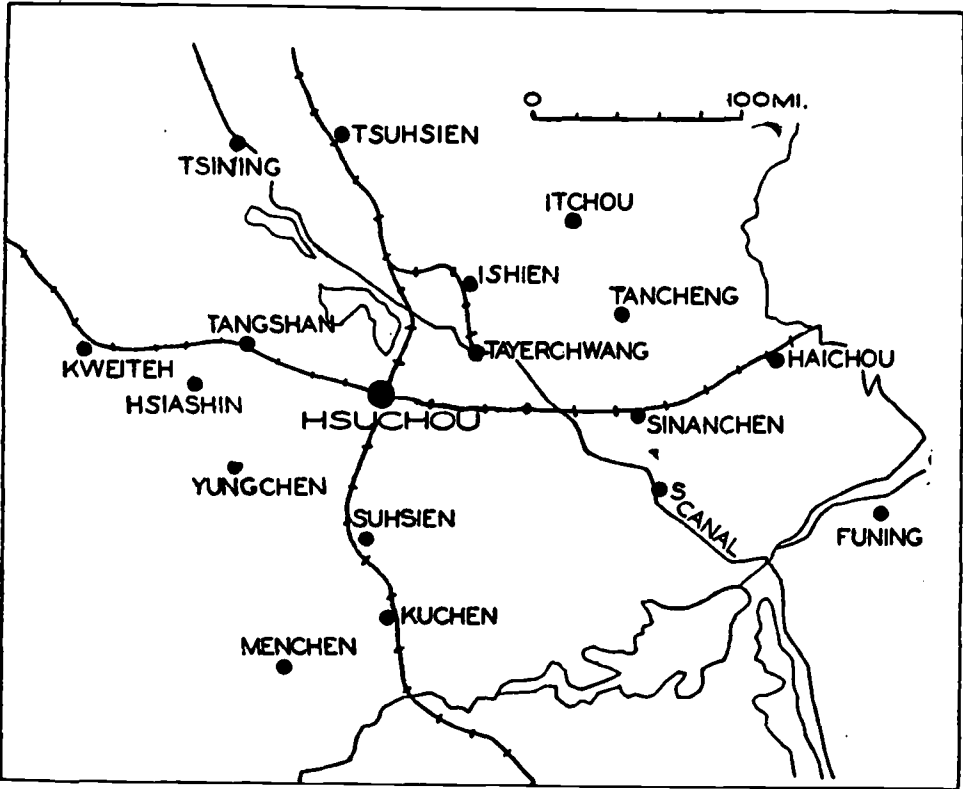 0 100MI.
TSUHSIEN
TSINING
ITCHOU
ISHIEN
TANCHENG
TANGSHAN
TAYERCHWANG
HAICHOU
KWEITEH
HSIASHIN
HSUCHOU
SINANCHEN
YUNGCHEN
S
CANAL
SUHSIEN
FUNING
KUCHEN
MENCHEN